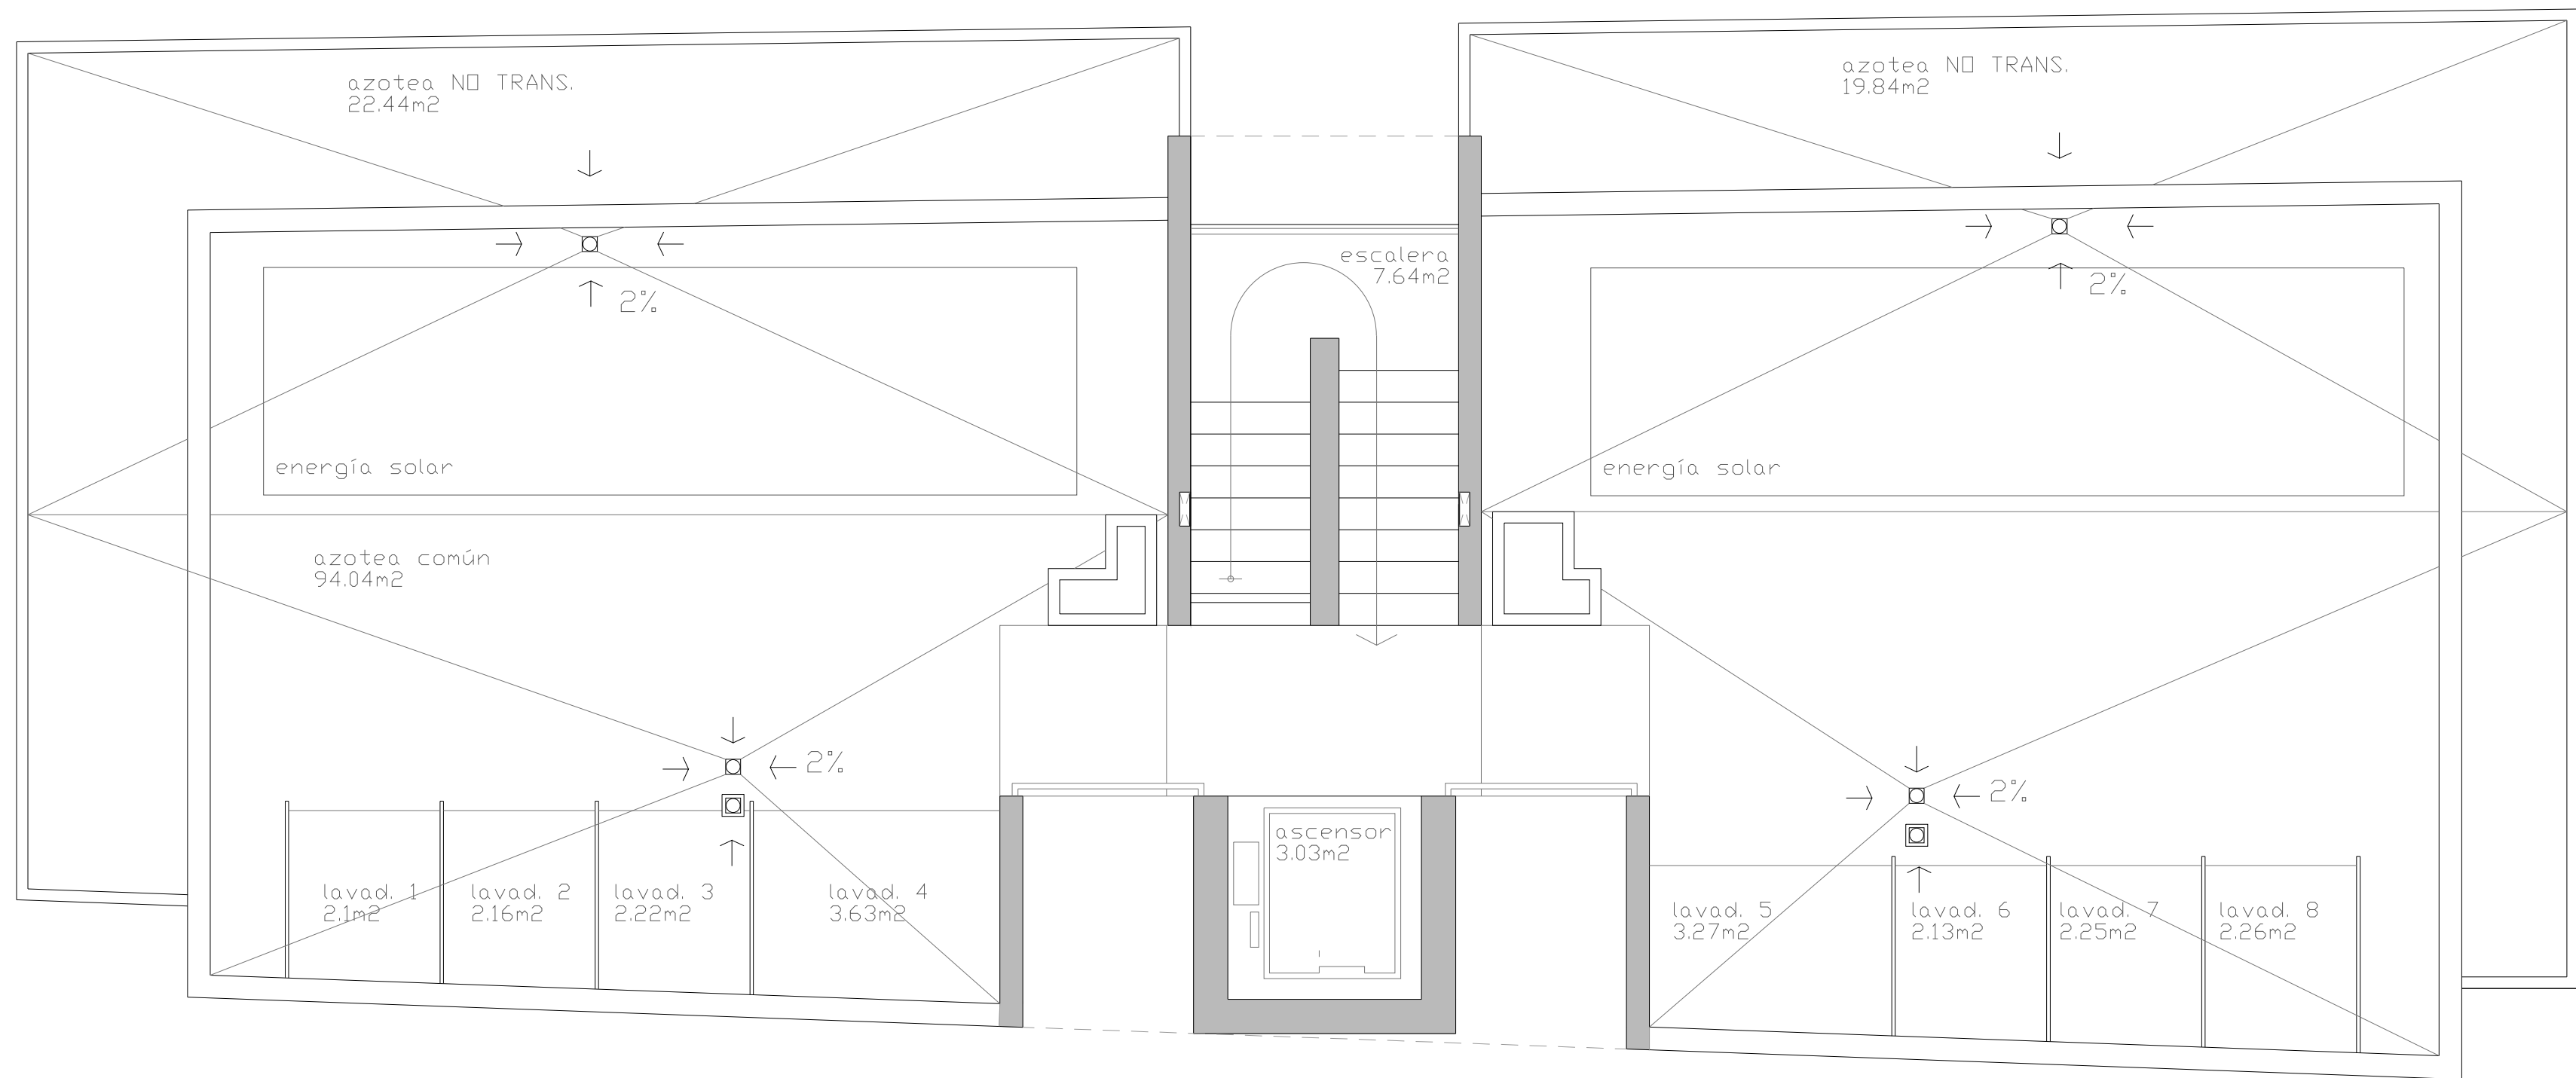 azotea NO TRANS.
22.44m2
azotea NO TRANS.
19.84m2
escalera
7.64m2
2%
2%
energía solar
energía solar
azotea común
94.04m2
2%
2%
ascensor
3.03m2
lavad. 1
2.1m2
lavad. 2
2.16m2
lavad. 3
2.22m2
lavad. 4
3.63m2
lavad. 5
3.27m2
lavad. 6
2.13m2
lavad. 7
2.25m2
lavad. 8
2.26m2